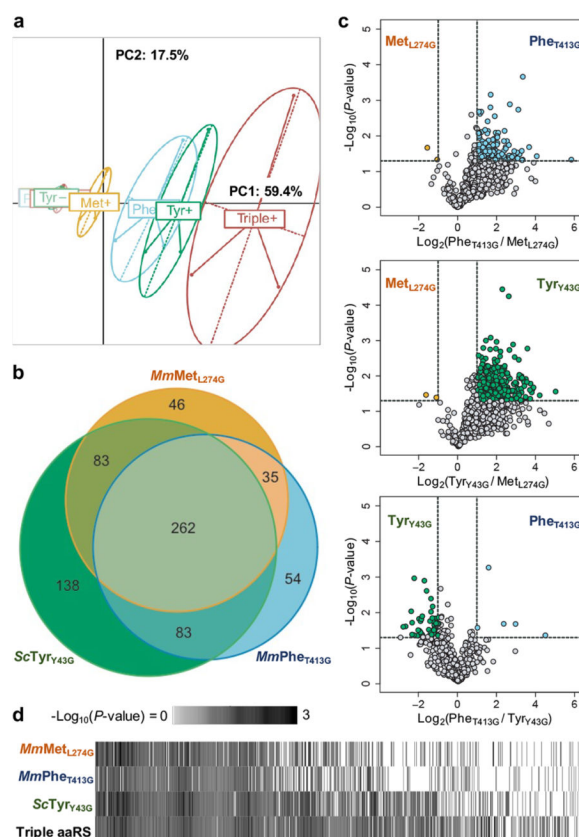 a
PC2: 17.5%
PC1: 59.4%
Tyr−
Met+
Phe
Tyr+
Triple+
b
MmMetL274G
46
83
35
262
138
54
83
ScTyrY43G
MmPheT413G
c
MetL274G
PheT413G
5
4
3
2
1
0
-Log10(P-value)
-2
0
2
4
6
Log2(PheT413G / MetL274G)
MetL274G
TyrY43G
5
4
3
2
1
0
-Log10(P-value)
-4
-2
0
2
4
6
Log2(TyrY43G / MetL274G)
TyrY43G
PheT413G
5
4
3
2
1
0
-Log10(P-value)
-2
0
2
4
Log2(PheT413G / TyrY43G)
d
-Log10(P-value) = 0
3
MmMetL274G
MmPheT413G
ScTyrY43G
Triple aaRS